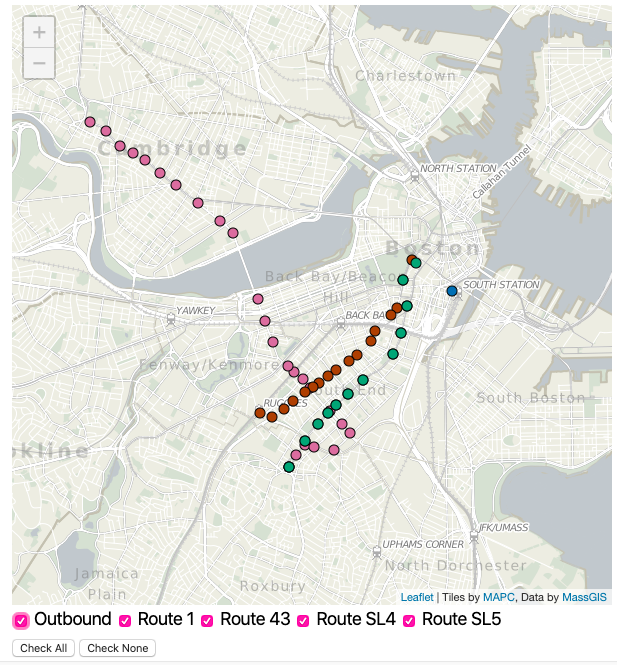 +
−
Charlestown
Cambridge
NORTH STATION
Callahan Tunnel
Boston
Back Bay/Beacon
Hill
SOUTH STATION
YAWKEY
BACK BAY
Fenway/Kenmore
South End
South Boston
RUGGLES
okline
JFK/UMASS
UPHAMS CORNER
North Dorchester
Jamaica
Plain
Roxbury
Leaflet | Tiles by MAPC, Data by MassGIS
Outbound Route 1 Route 43 Route SL4 Route SL5
Check All Check None